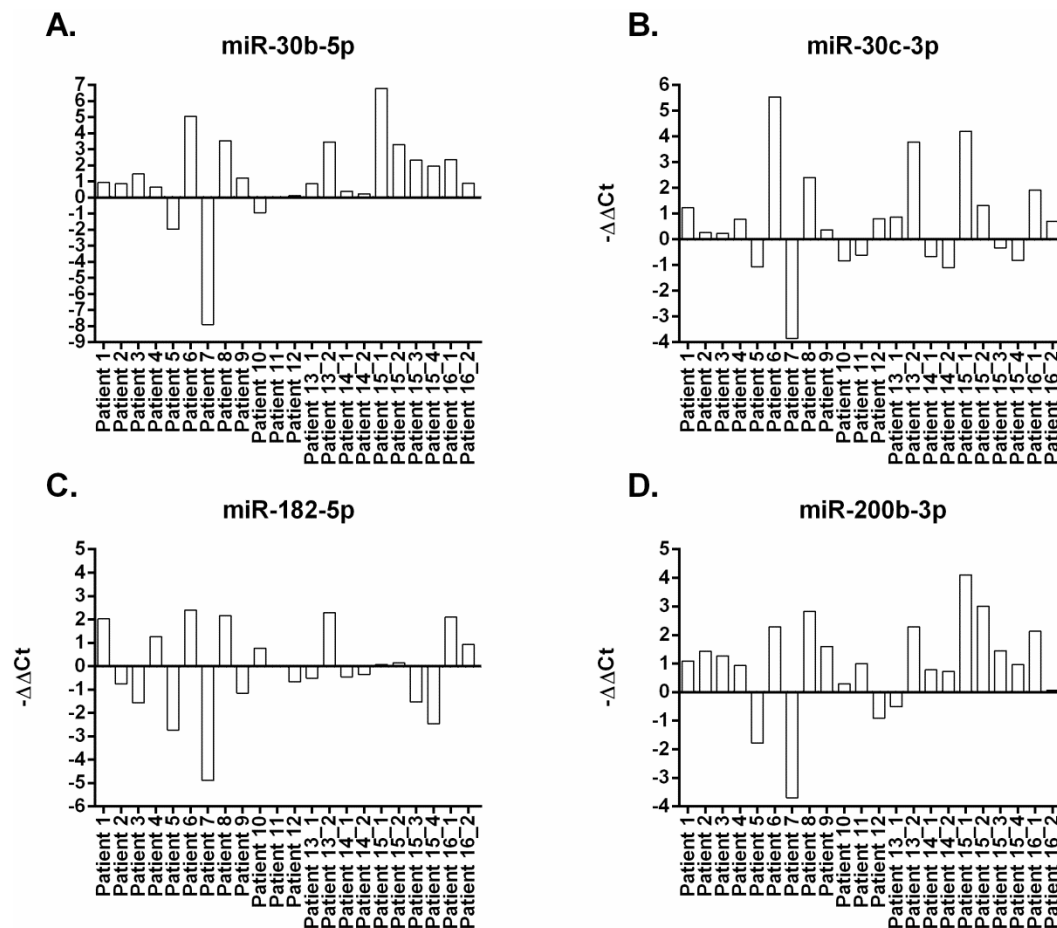 A.
miR-30b-5p
7
6
5
4
3
2
1
0
-1
-2
-3
-4
-5
-6
-7
-8
-9
Patient 1
Patient 2
Patient 3
Patient 4
Patient 5
Patient 6
Patient 7
Patient 8
Patient 9
Patient 10
Patient 11
Patient 12
Patient 13_1
Patient 13_2
Patient 14_1
Patient 14_2
Patient 15_1
Patient 15_2
Patient 15_3
Patient 15_4
Patient 16_1
Patient 16_2
B.
miR-30c-3p
-ΔΔCt
6
5
4
3
2
1
0
-1
-2
-3
-4
Patient 1
Patient 2
Patient 3
Patient 4
Patient 5
Patient 6
Patient 7
Patient 8
Patient 9
Patient 10
Patient 11
Patient 12
Patient 13_1
Patient 13_2
Patient 14_1
Patient 14_2
Patient 15_1
Patient 15_2
Patient 15_3
Patient 15_4
Patient 16_1
Patient 16_2
C.
miR-182-5p
-ΔΔCt
5
4
3
2
1
0
-1
-2
-3
-4
-5
-6
Patient 1
Patient 2
Patient 3
Patient 4
Patient 5
Patient 6
Patient 7
Patient 8
Patient 9
Patient 10
Patient 11
Patient 12
Patient 13_1
Patient 13_2
Patient 14_1
Patient 14_2
Patient 15_1
Patient 15_2
Patient 15_3
Patient 15_4
Patient 16_1
Patient 16_2
D.
miR-200b-3p
-ΔΔCt
5
4
3
2
1
0
-1
-2
-3
-4
Patient 1
Patient 2
Patient 3
Patient 4
Patient 5
Patient 6
Patient 7
Patient 8
Patient 9
Patient 10
Patient 11
Patient 12
Patient 13_1
Patient 13_2
Patient 14_1
Patient 14_2
Patient 15_1
Patient 15_2
Patient 15_3
Patient 15_4
Patient 16_1
Patient 16_2